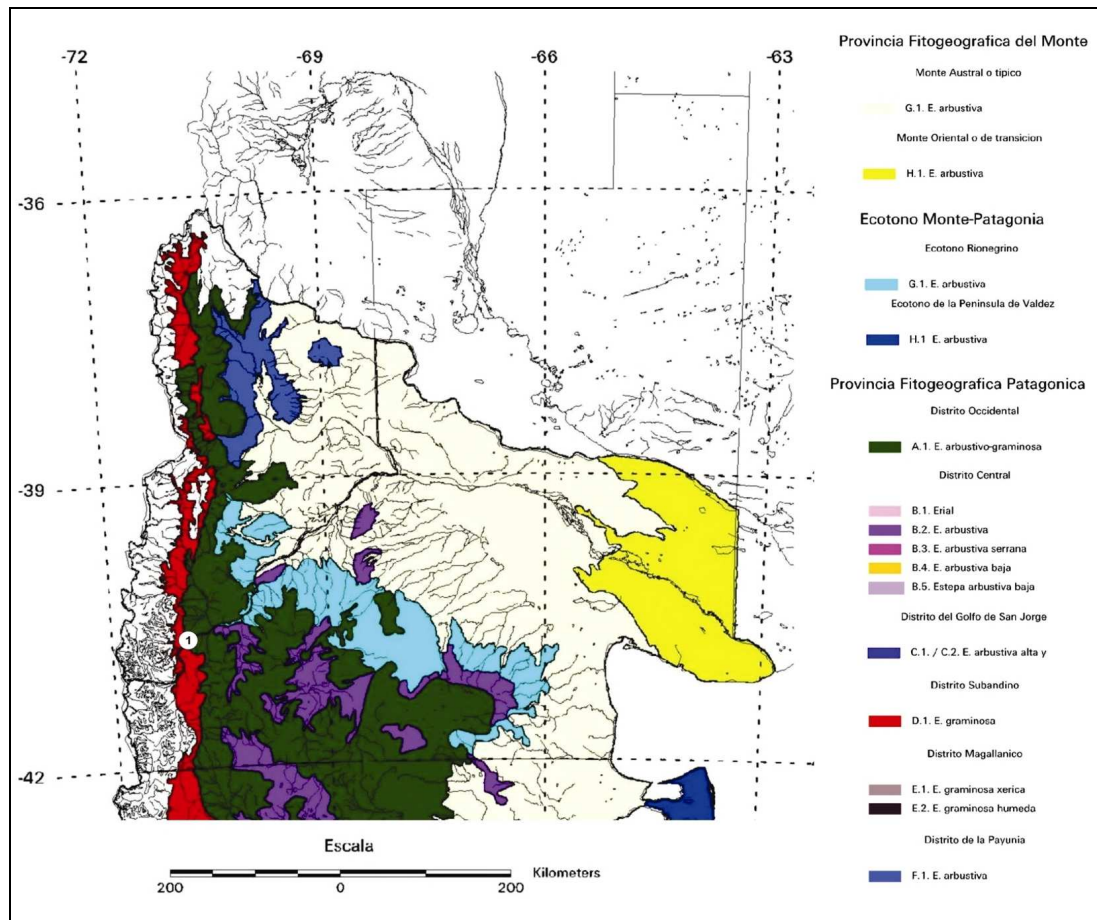 -72 -69 -66 -63
-36
-39
-42
1
Escala
200 0 200 Kilometers
Provincia Fitogeografica del Monte
Monte Austral o tipico
G.1. E. arbustiva
Monte Oriental o de transicion
H.1. E. arbustiva
Ecotono Monte-Patagonia
Ecotono Rionegrino
G.1. E. arbustiva
Ecotono de la Peninsula de Valdez
H.1 E. arbustiva
Provincia Fitogeografica Patagonica
Distrito Occidental
A.1. E. arbustivo-graminosa
Distrito Central
B.1. Erial
B.2. E. arbustiva
B.3. E. arbustiva serrana
B.4. E. arbustiva baja
B.5. Estepa arbustiva baja
Distrito del Golfo de San Jorge
C.1. / C.2. E. arbustiva alta y
Distrito Subandino
D.1. E. graminosa
Distrito Magallanico
E.1. E. graminosa xerica
E.2. E. graminosa humeda
Distrito de la Payunia
F.1. E. arbustiva